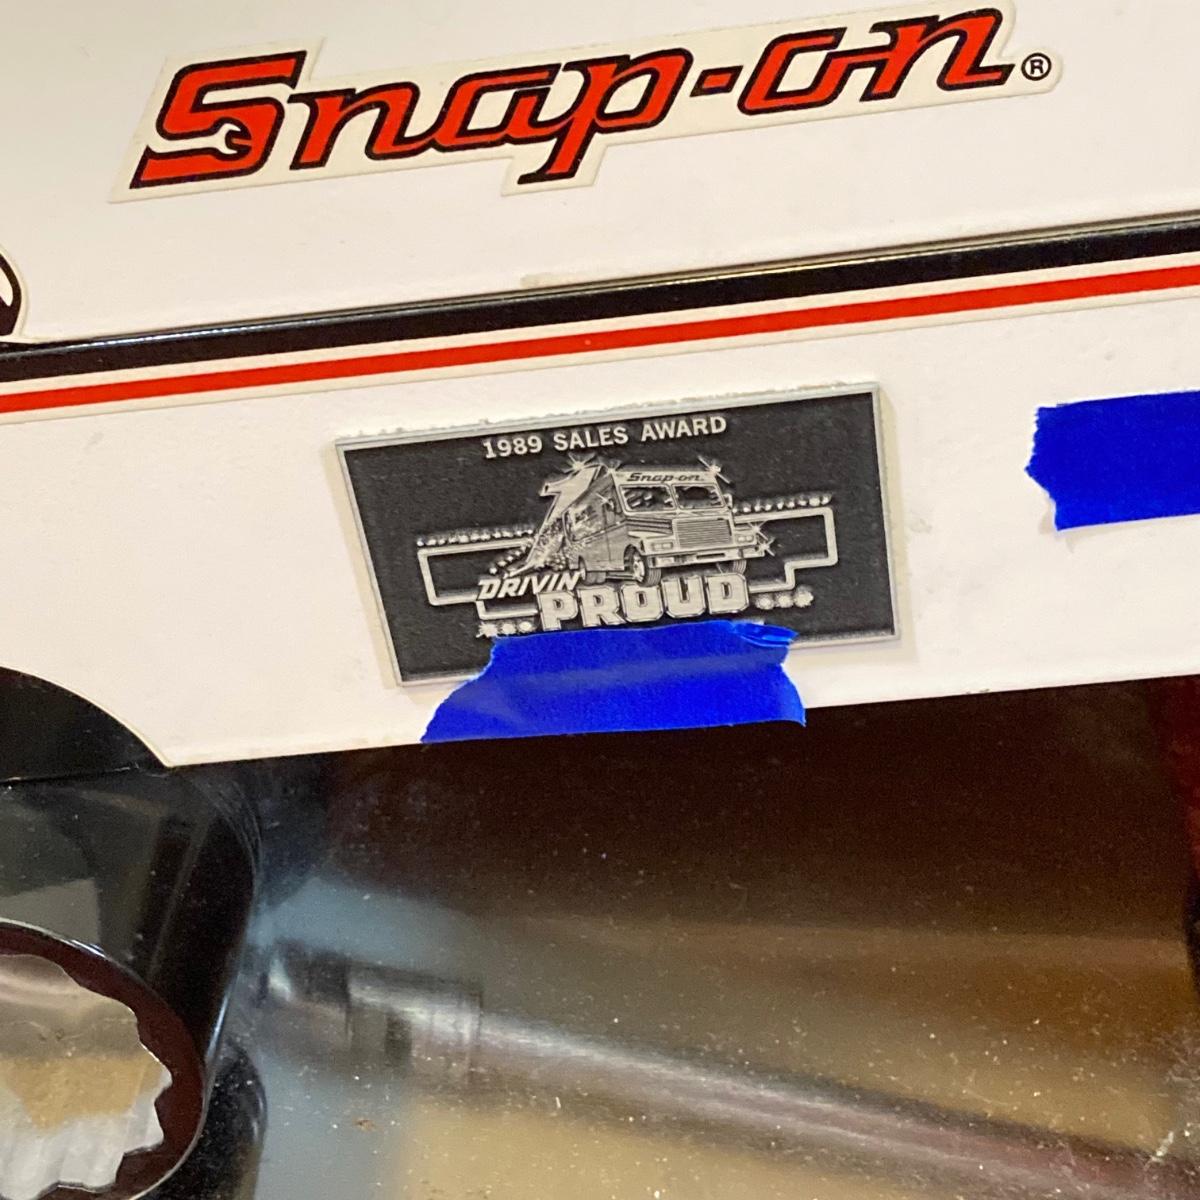 Snap-on®
1989 SALES AWARD
Snap-on
DRIVIN'
PROUD